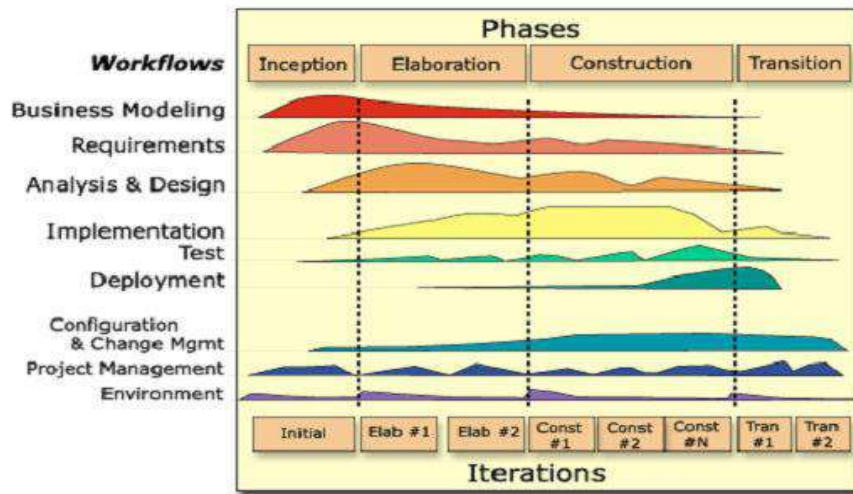 Phases
Workflows
Inception
Elaboration
Construction
Transition
Business Modeling
Requirements
Analysis & Design
Implementation
Test
Deployment
Configuration
& Change Mgmt
Project Management
Environment
Initial
Elab #1
Elab #2
Const
#1
Const
#2
Const
#N
Tran
#1
Tran
#2
Iterations